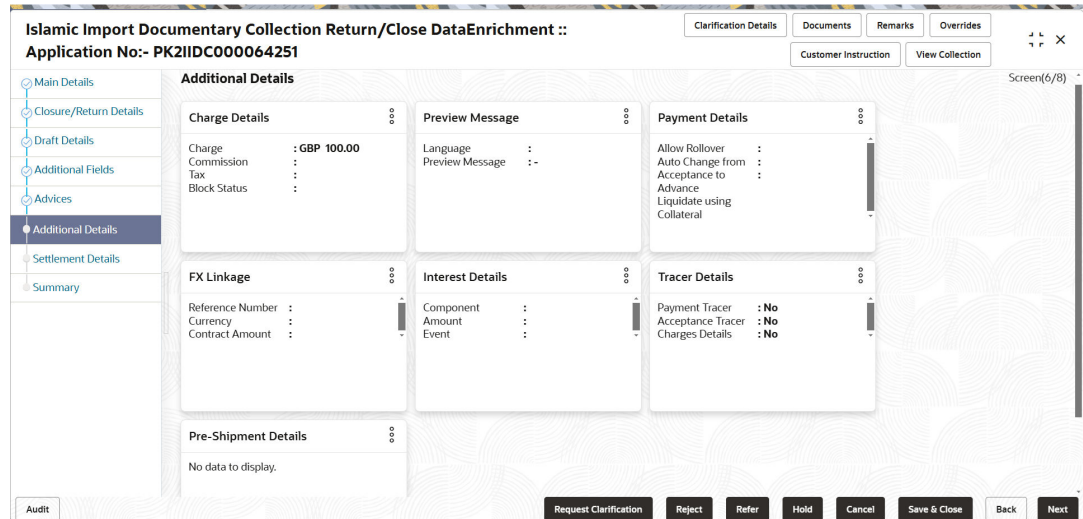 Islamic Import Documentary Collection Return/Close DataEnrichment ::
Application No:- PK2IIDC000064251
Clarification Details
Documents
Remarks
Overrides
Customer Instruction
View Collection
Main Details
Closure/Return Details
Draft Details
Additional Fields
Advices
Additional Details
Settlement Details
Summary
Additional Details
Screen(6/8)
Charge Details
Charge : GBP 100.00
Commission :
Tax :
Block Status :
Preview Message
Language :
Preview Message : -
Payment Details
Allow Rollover :
Auto Change from :
Acceptance to :
Advance
Liquidate using
Collateral
FX Linkage
Reference Number :
Currency :
Contract Amount :
Interest Details
Component :
Amount :
Event :
Tracer Details
Payment Tracer : No
Acceptance Tracer : No
Charges Details : No
Pre-Shipment Details
No data to display.
Audit
Request Clarification
Reject
Refer
Hold
Cancel
Save & Close
Back
Next